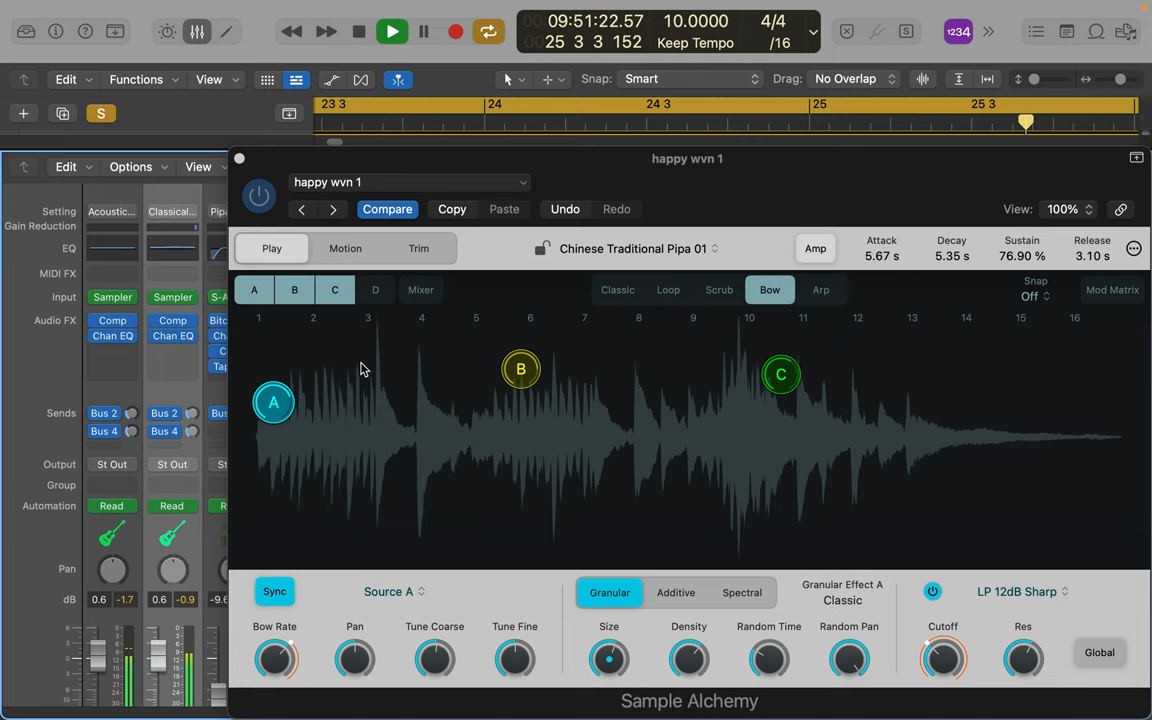 09:51:22.57 10.0000 4/4
25 3 3 152 Keep Tempo /16
1234
Edit Functions View Snap: Smart Drag: No Overlap
S
23 3 24 24 3 25 25 3
happy wvn 1
Edit Options View
happy wvn 1
Compare Copy Paste Undo Redo View: 100%
Play Motion Trim Chinese Traditional Pipa 01 Amp
Attack Decay Sustain Release
5.67 s 5.35 s 76.90 % 3.10 s
A B C D Mixer Classic Loop Scrub Bow Arp Snap Off Mod Matrix
1 2 3 4 5 6 7 8 9 10 11 12 13 14 15 16
A B C
Setting Acoustic... Classical...
Gain Reduction
EQ
MIDI FX
Input Sampler Sampler
Audio FX Comp Comp
Chan EQ Chan EQ
Sends Bus 2 Bus 2
Bus 4 Bus 4
Output St Out St Out
Group
Automation Read Read
Pan
dB 0.6 -1.7 0.6 -0.9 -9.6
Sync Source A Granular Additive Spectral Granular Effect A LP 12dB Sharp
Classic
Bow Rate Pan Tune Coarse Tune Fine Size Density Random Time Random Pan Cutoff Res
Global
Sample Alchemy